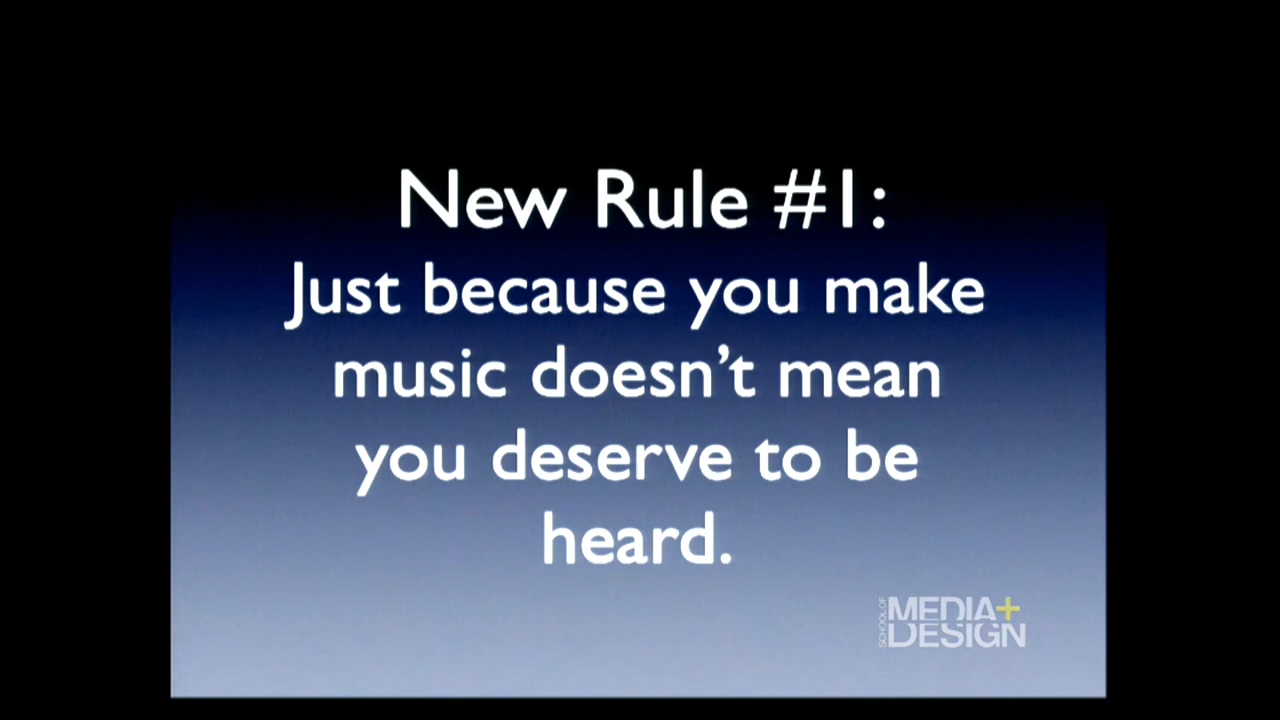 New Rule #1:
Just because you make
music doesn't mean
you deserve to be
heard.
SCHOOL OF
MEDIA+
DESIGN